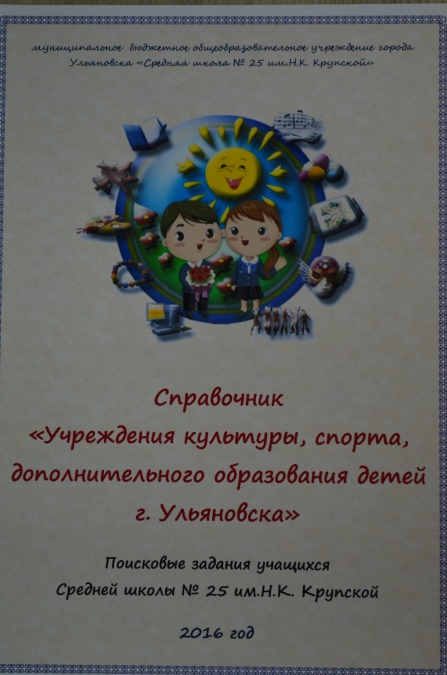 муниципальное бюджетное общеобразовательное учреждение города
Ульяновска «Средняя школа № 25 им.Н.К. Крупской»
Справочник
«Учреждения культуры, спорта,
дополнительного образования детей
г. Ульяновска»
Поисковые задания учащихся
Средней школы № 25 им.Н.К. Крупской
2016 год